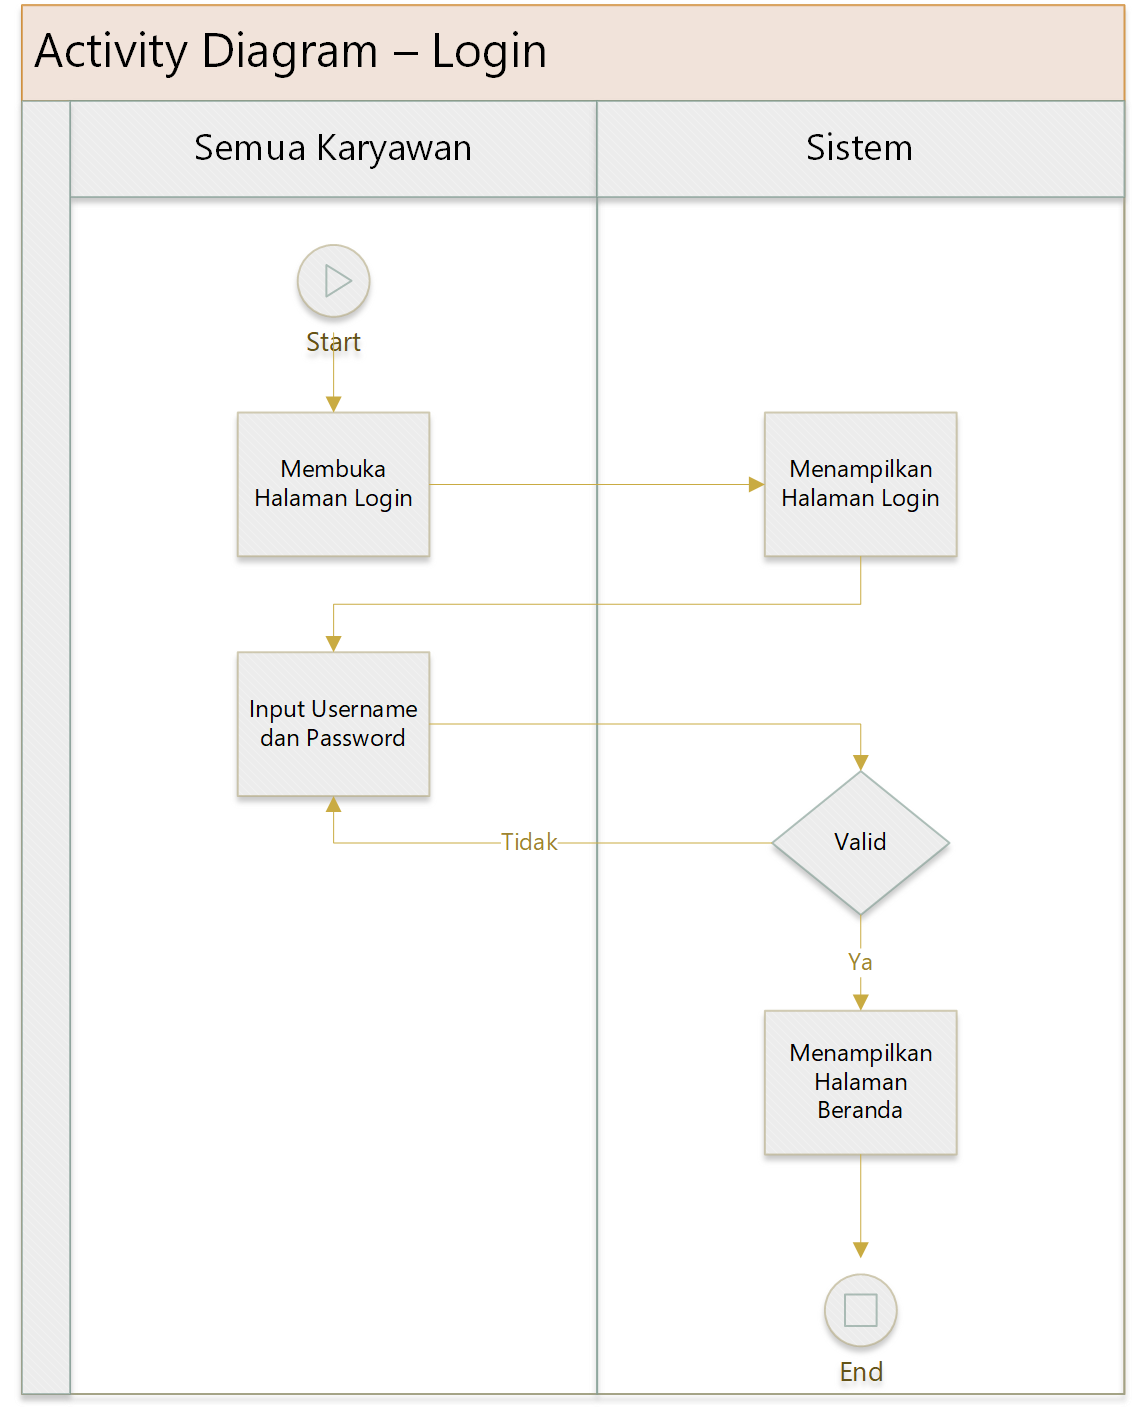 Activity Diagram – Login
Semua Karyawan
Sistem
Start
Membuka
Halaman Login
Menampilkan
Halaman Login
Input Username
dan Password
Valid
Tidak
Ya
Menampilkan
Halaman
Beranda
End